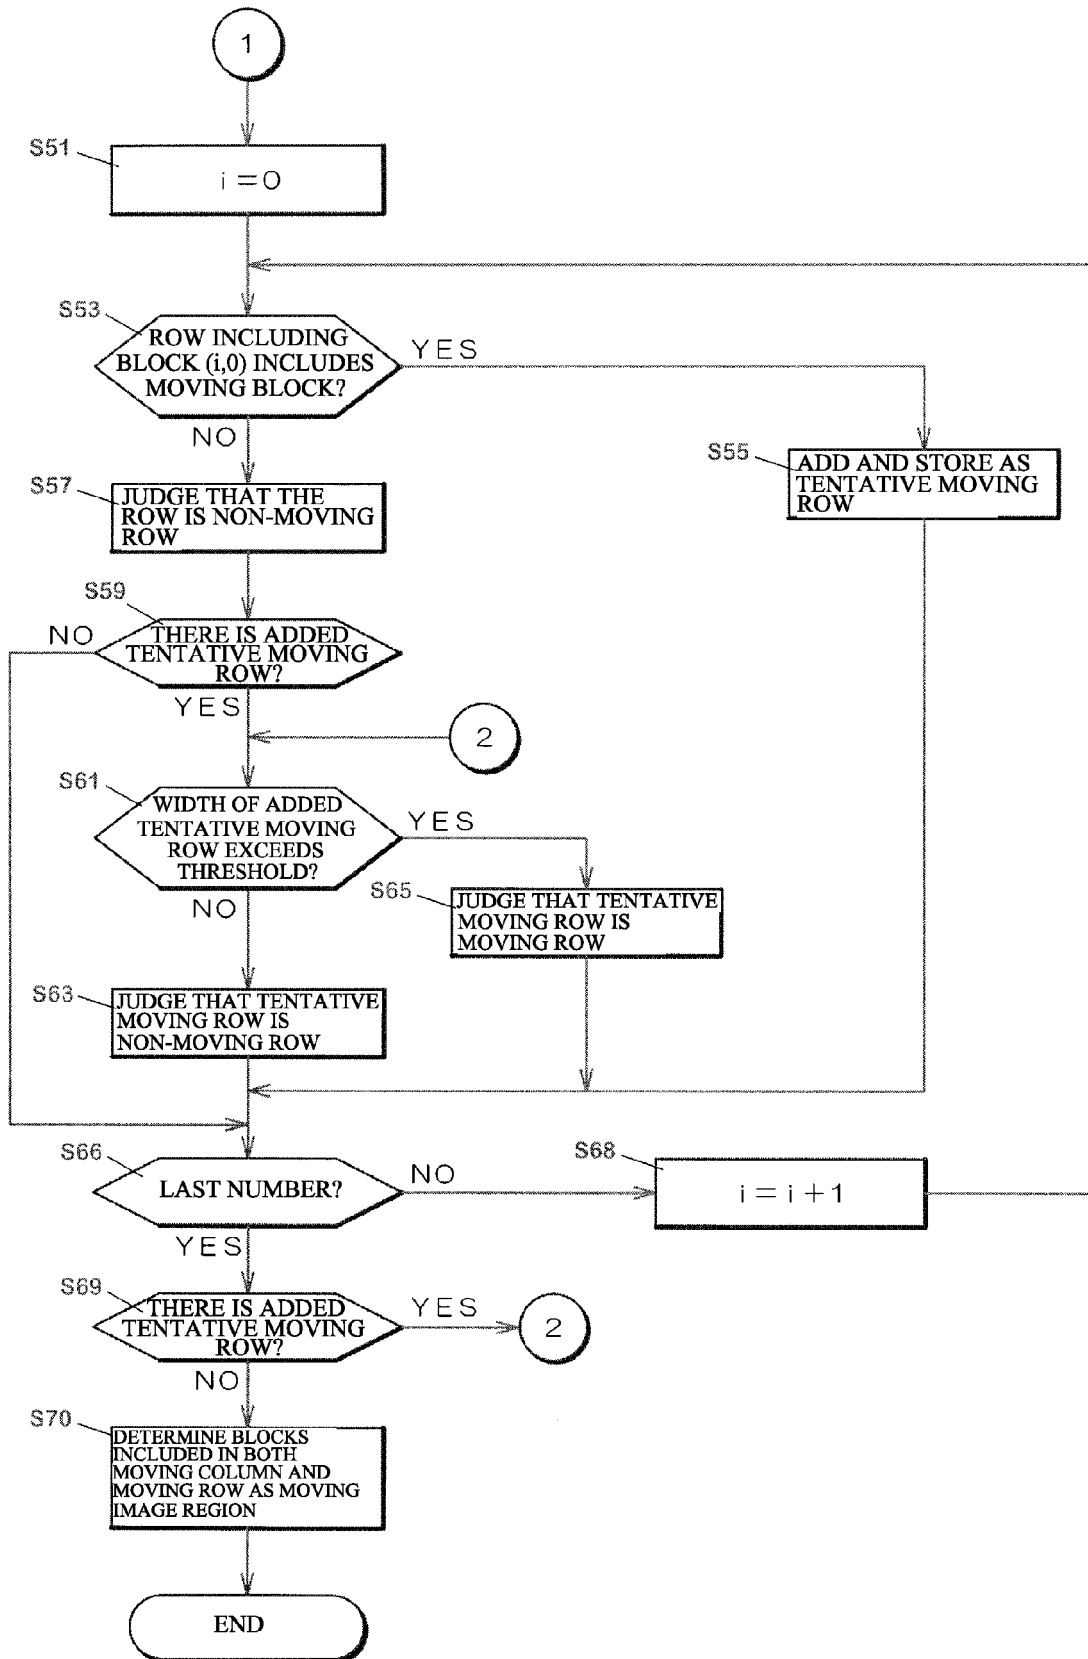 1
S51
i=0
S53
ROW INCLUDING
BLOCK (i,0) INCLUDES
MOVING BLOCK?
YES
NO
S55
ADD AND STORE AS
TENTATIVE MOVING
ROW
S57
JUDGE THAT THE
ROW IS NON-MOVING
ROW
S59
NO
THERE IS ADDED
TENTATIVE MOVING
ROW?
YES
2
S61
WIDTH OF ADDED
TENTATIVE MOVING
ROW EXCEEDS
THRESHOLD?
YES
NO
S65
JUDGE THAT TENTATIVE
MOVING ROW IS
MOVING ROW
S63
JUDGE THAT TENTATIVE
MOVING ROW IS
NON-MOVING ROW
S66
LAST NUMBER?
NO
S68
i = i + 1
YES
S69
THERE IS ADDED
TENTATIVE MOVING
ROW?
YES
2
NO
S70
DETERMINE BLOCKS
INCLUDED IN BOTH
MOVING COLUMN AND
MOVING ROW AS MOVING
IMAGE REGION
END